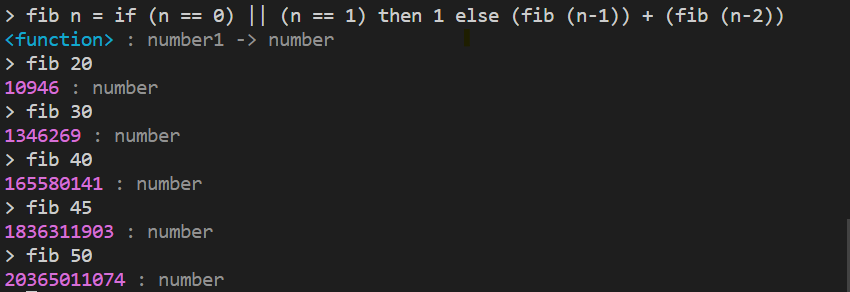 > fib n = if (n == 0) || (n == 1) then 1 else (fib (n-1)) + (fib (n-2))
<function> : number1 -> number
> fib 20
10946 : number
> fib 30
1346269 : number
> fib 40
165580141 : number
> fib 45
1836311903 : number
> fib 50
20365011074 : number